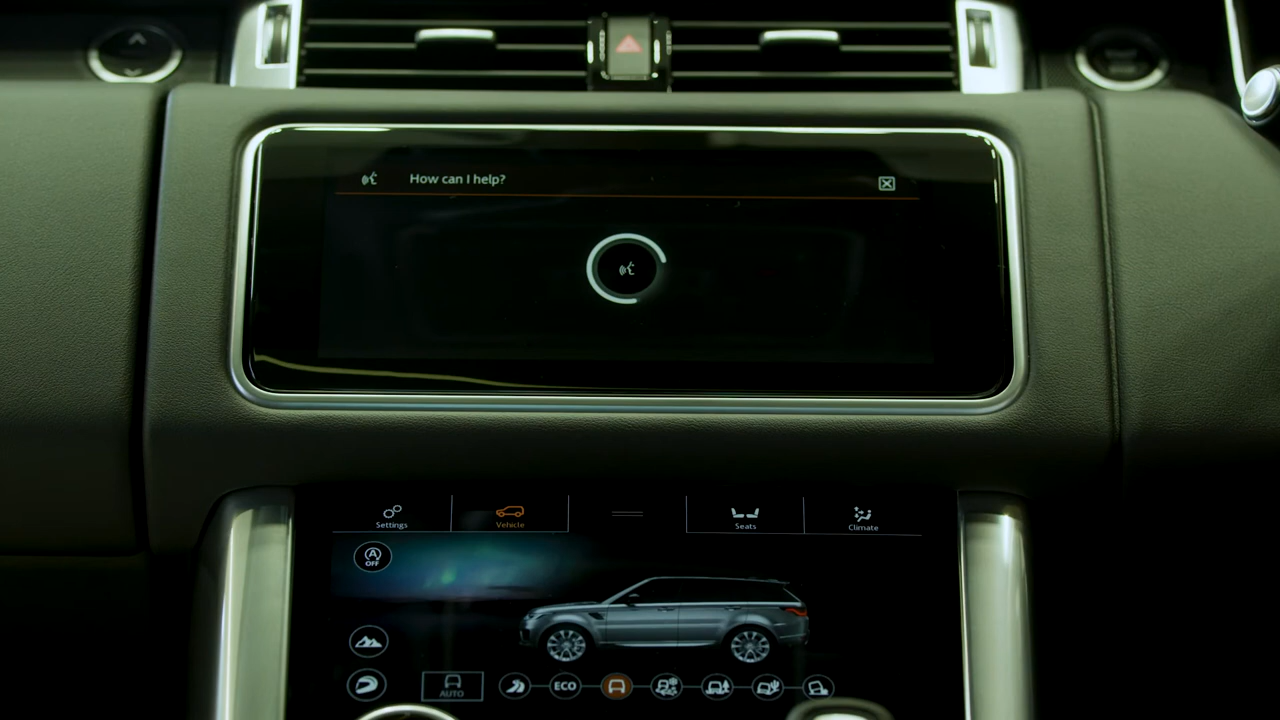 How can I help?
Settings
Vehicle
Seats
Climate
A
OFF
AUTO
ECO